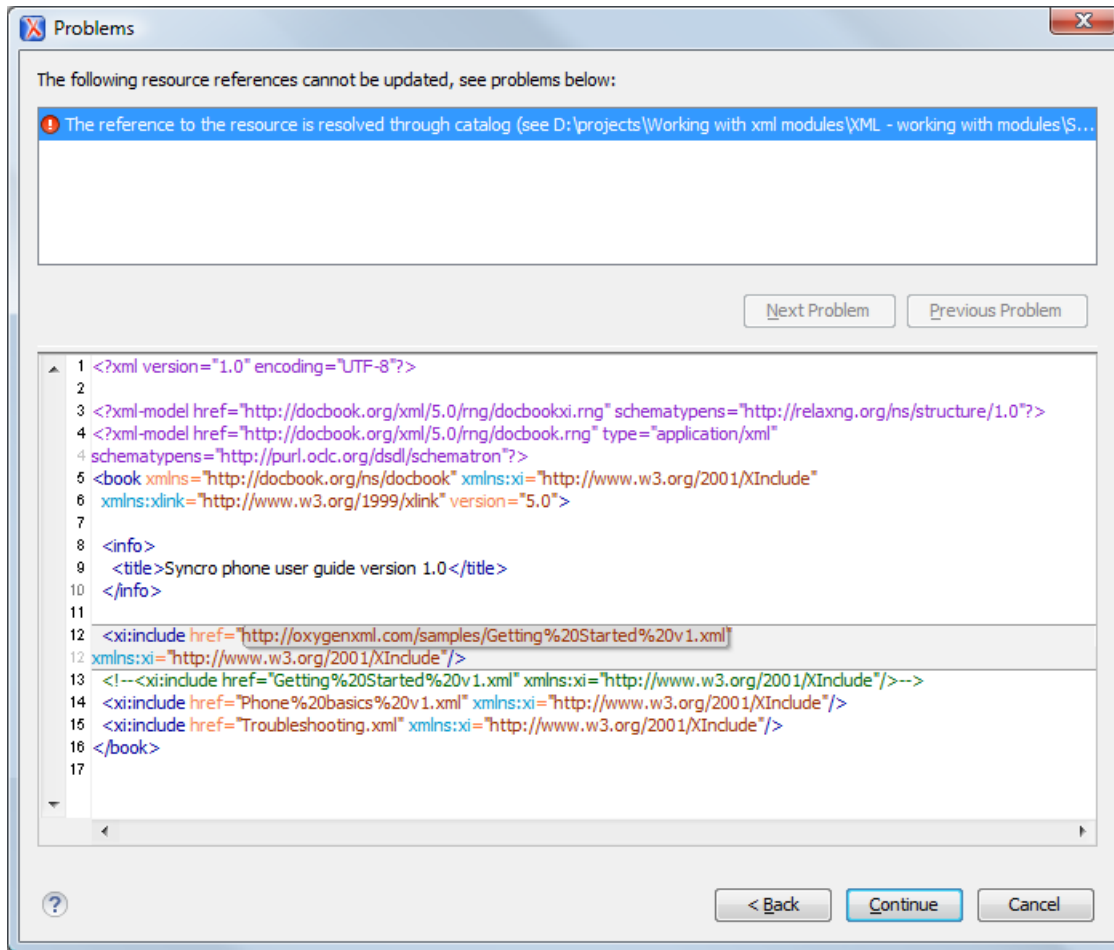 Problems
The following resource references cannot be updated, see problems below:
The reference to the resource is resolved through catalog (see D:\projects\Working with xml modules\XML - working with modules\S...
Next Problem Previous Problem
1 <?xml version="1.0" encoding="UTF-8"?>
2
3 <?xml-model href="http://docbook.org/xml/5.0/rng/docbookxi.rng" schematypens="http://relaxng.org/ns/structure/1.0"?>
4 <?xml-model href="http://docbook.org/xml/5.0/rng/docbook.rng" type="application/xml"
4 schematypens="http://purl.oclc.org/dsdl/schematron"?>
5 <book xmlns="http://docbook.org/ns/docbook" xmlns:xi="http://www.w3.org/2001/XInclude"
6 xmlns:xlink="http://www.w3.org/1999/xlink" version="5.0">
7
8 <info>
9 <title>Syncro phone user guide version 1.0</title>
10 </info>
11
12 <xi:include href="http://oxygenxml.com/samples/Getting%20Started%20v1.xml"
12 xmlns:xi="http://www.w3.org/2001/XInclude"/>
13 <!--<xi:include href="Getting%20Started%20v1.xml" xmlns:xi="http://www.w3.org/2001/XInclude"/>-->
14 <xi:include href="Phone%20basics%20v1.xml" xmlns:xi="http://www.w3.org/2001/XInclude"/>
15 <xi:include href="Troubleshooting.xml" xmlns:xi="http://www.w3.org/2001/XInclude"/>
16 </book>
17
? < Back Continue Cancel